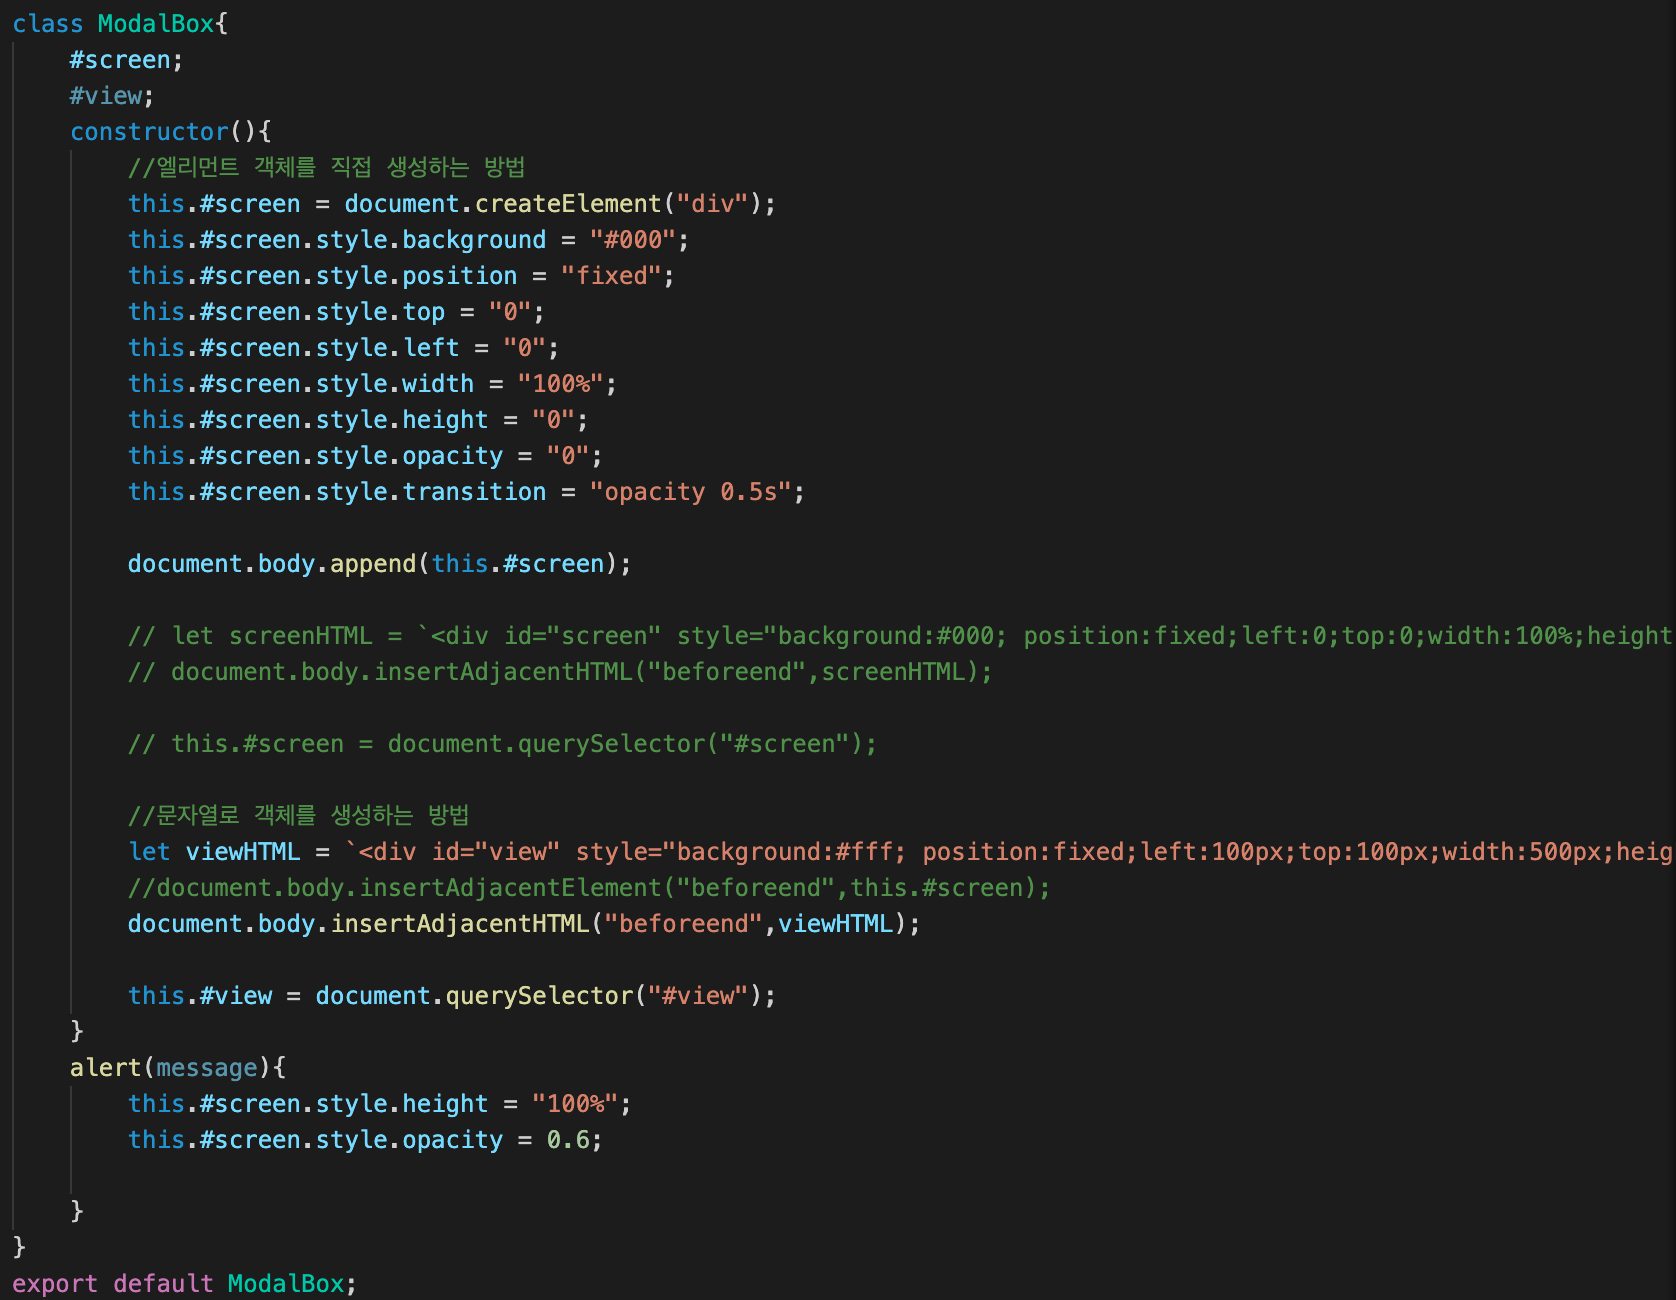 class ModalBox{
    #screen;
    #view;
    constructor(){
        //엘리먼트 객체를 직접 생성하는 방법
        this.#screen = document.createElement("div");
        this.#screen.style.background = "#000";
        this.#screen.style.position = "fixed";
        this.#screen.style.top = "0";
        this.#screen.style.left = "0";
        this.#screen.style.width = "100%";
        this.#screen.style.height = "0";
        this.#screen.style.opacity = "0";
        this.#screen.style.transition = "opacity 0.5s";

        document.body.append(this.#screen);

        // let screenHTML = `<div id="screen" style="background:#000; position:fixed;left:0;top:0;width:100%;height
        // document.body.insertAdjacentHTML("beforeend",screenHTML);

        // this.#screen = document.querySelector("#screen");

        //문자열로 객체를 생성하는 방법
        let viewHTML = `<div id="view" style="background:#fff; position:fixed;left:100px;top:100px;width:500px;heig
        //document.body.insertAdjacentElement("beforeend",this.#screen);
        document.body.insertAdjacentHTML("beforeend",viewHTML);

        this.#view = document.querySelector("#view");
    }
    alert(message){
        this.#screen.style.height = "100%";
        this.#screen.style.opacity = 0.6;

    }
}
export default ModalBox;